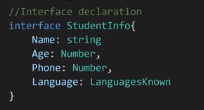 //Interface declaration
interface StudentInfo{
Name: string
Age: Number,
Phone: Number,
Language: LanguagesKnown
}